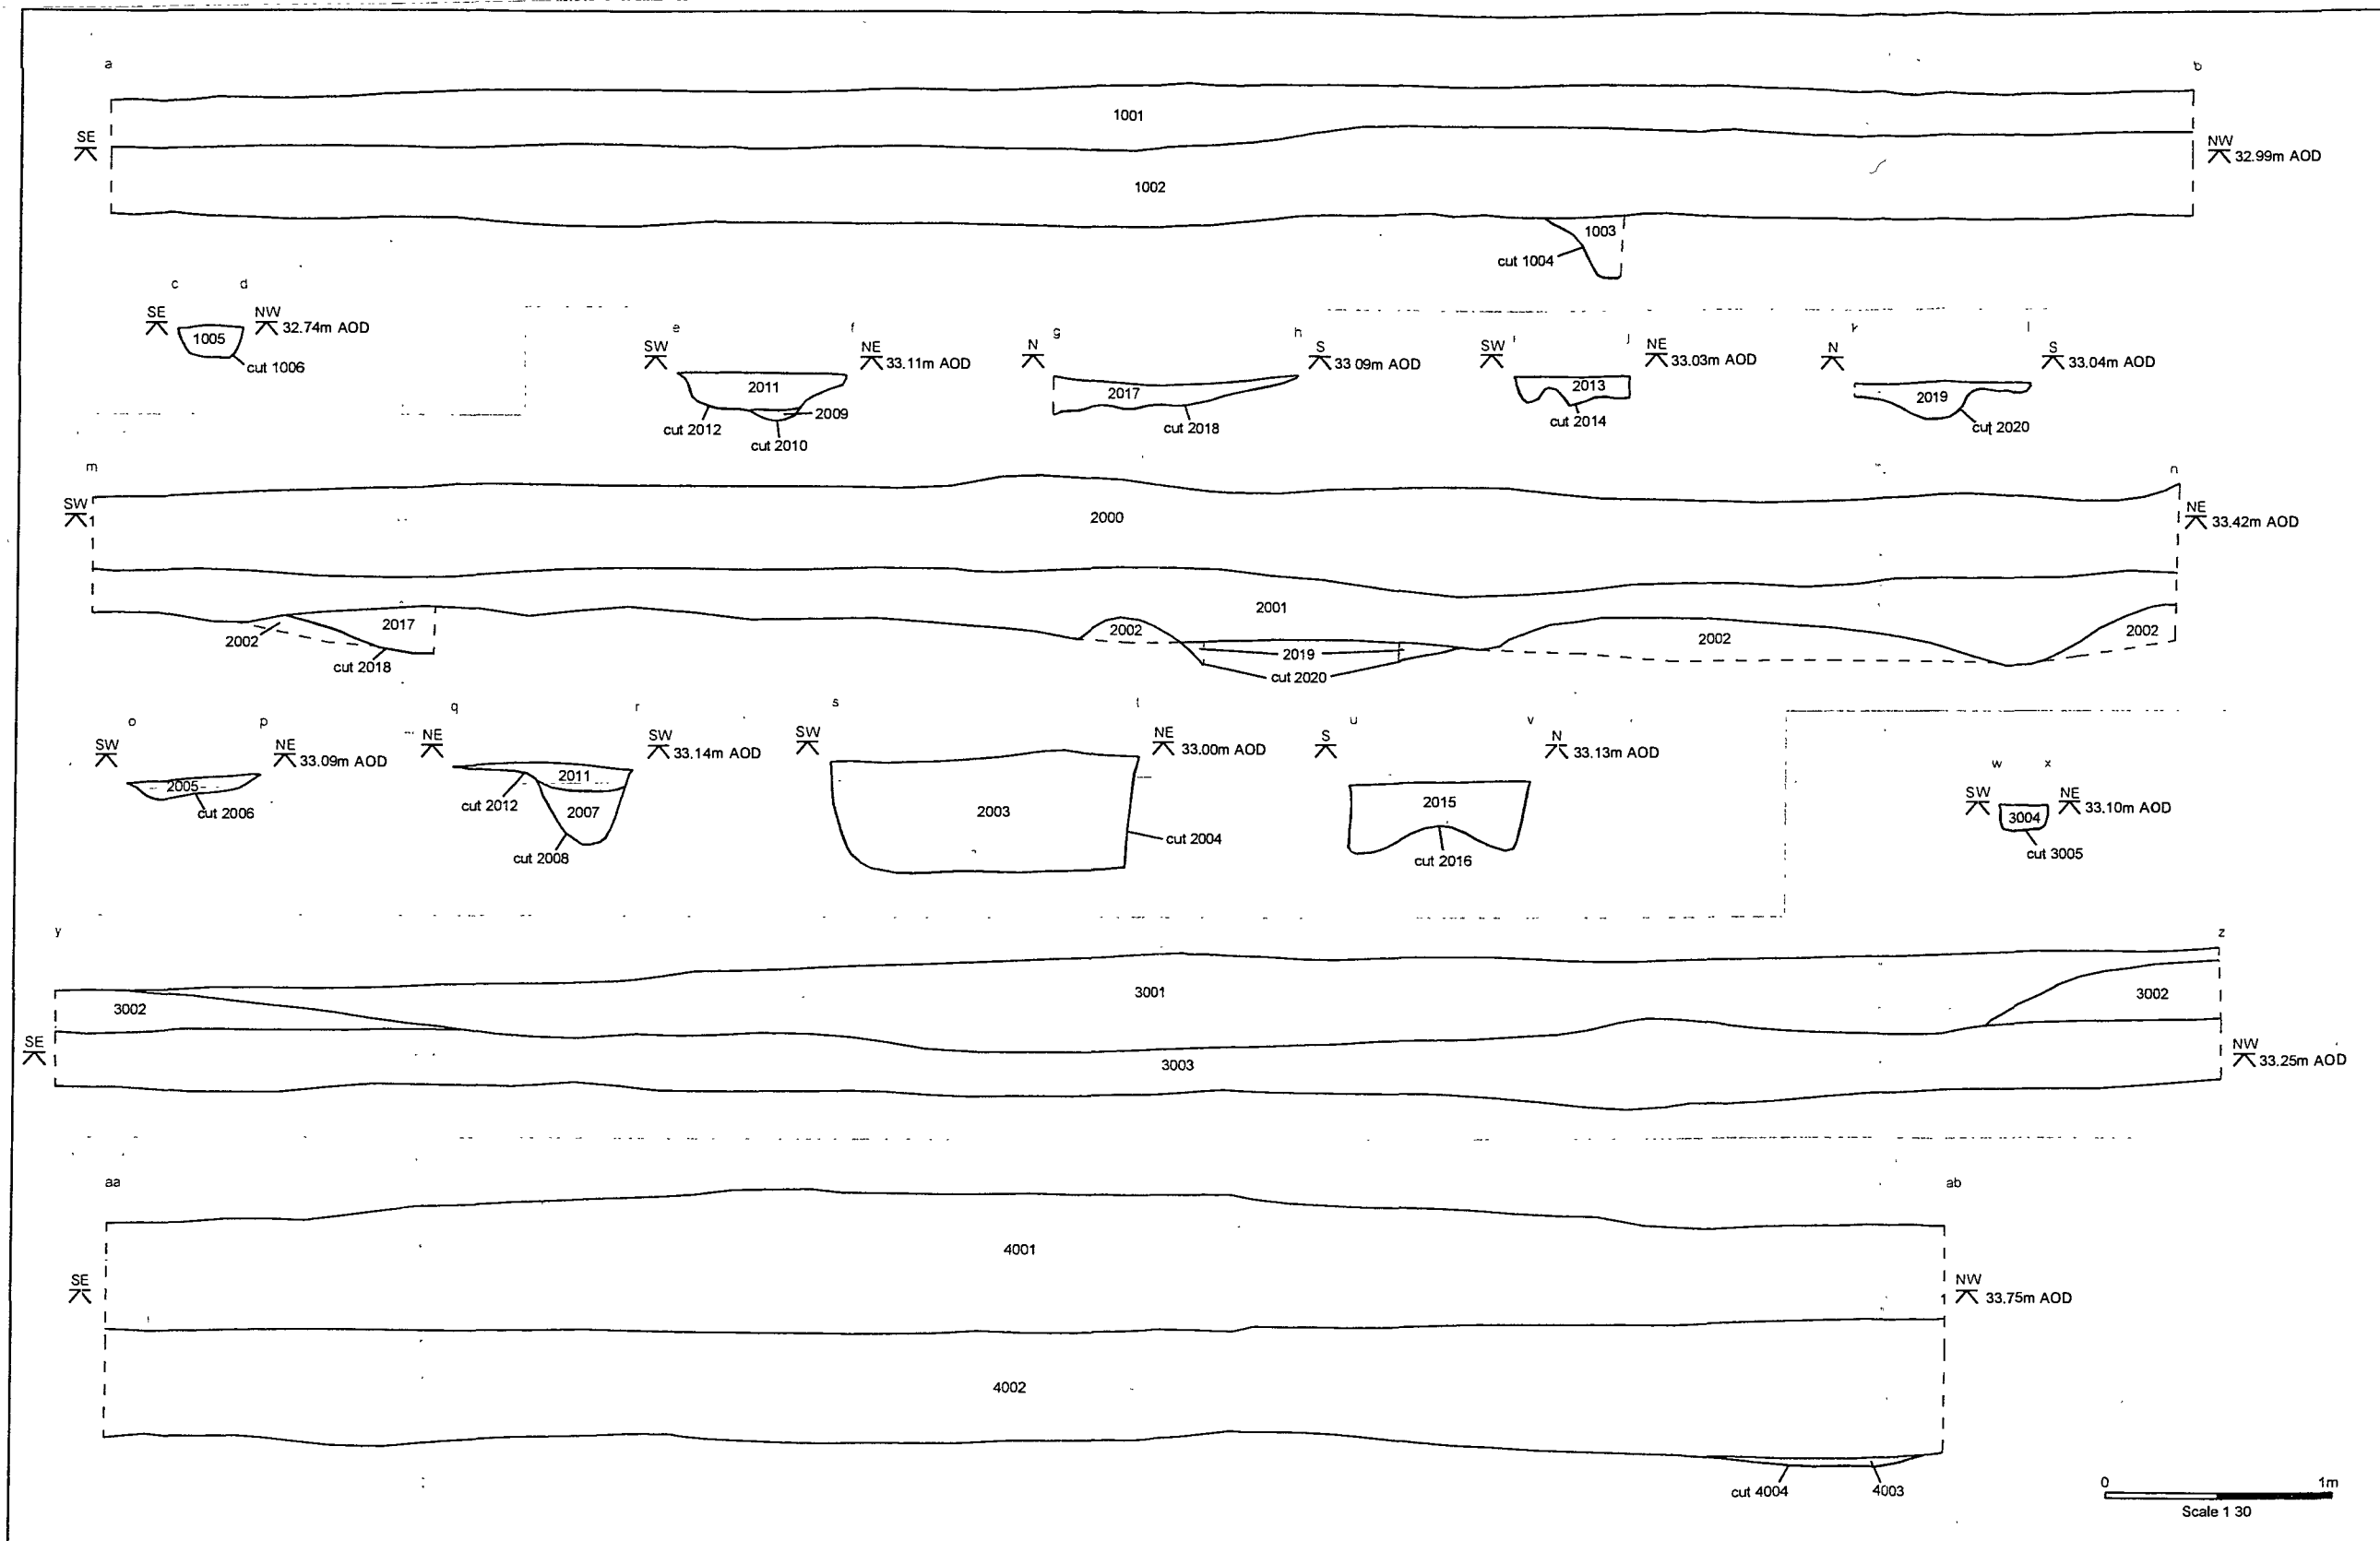 a b
1001
SE NW 32.99m AOD
1002
1003
cut 1004
c d
SE NW 32.74m AOD
1005
cut 1006
e f
SW NE 33.11m AOD
2011
2009
cut 2012
cut 2010
g h
N S 33 09m AOD
2017
cut 2018
i j
SW NE 33.03m AOD
2013
cut 2014
k l
N S 33.04m AOD
2019
cut 2020
m n
SW NE 33.42m AOD
2000
2001
2002 2017 2002 2002 2002
cut 2018
2019
cut 2020
o p
SW NE 33.09m AOD
2005
cut 2006
q r
NE SW 33.14m AOD
2011
cut 2012
2007
cut 2008
s t
SW NE 33.00m AOD
2003
cut 2004
u v
S N 33.13m AOD
2015
cut 2016
w x
SW NE 33.10m AOD
3004
cut 3005
y z
3001
3002 3002
SE NW 33.25m AOD
3003
aa ab
4001
SE NW 33.75m AOD
4002
cut 4004 4003
0 1m
Scale 1 30